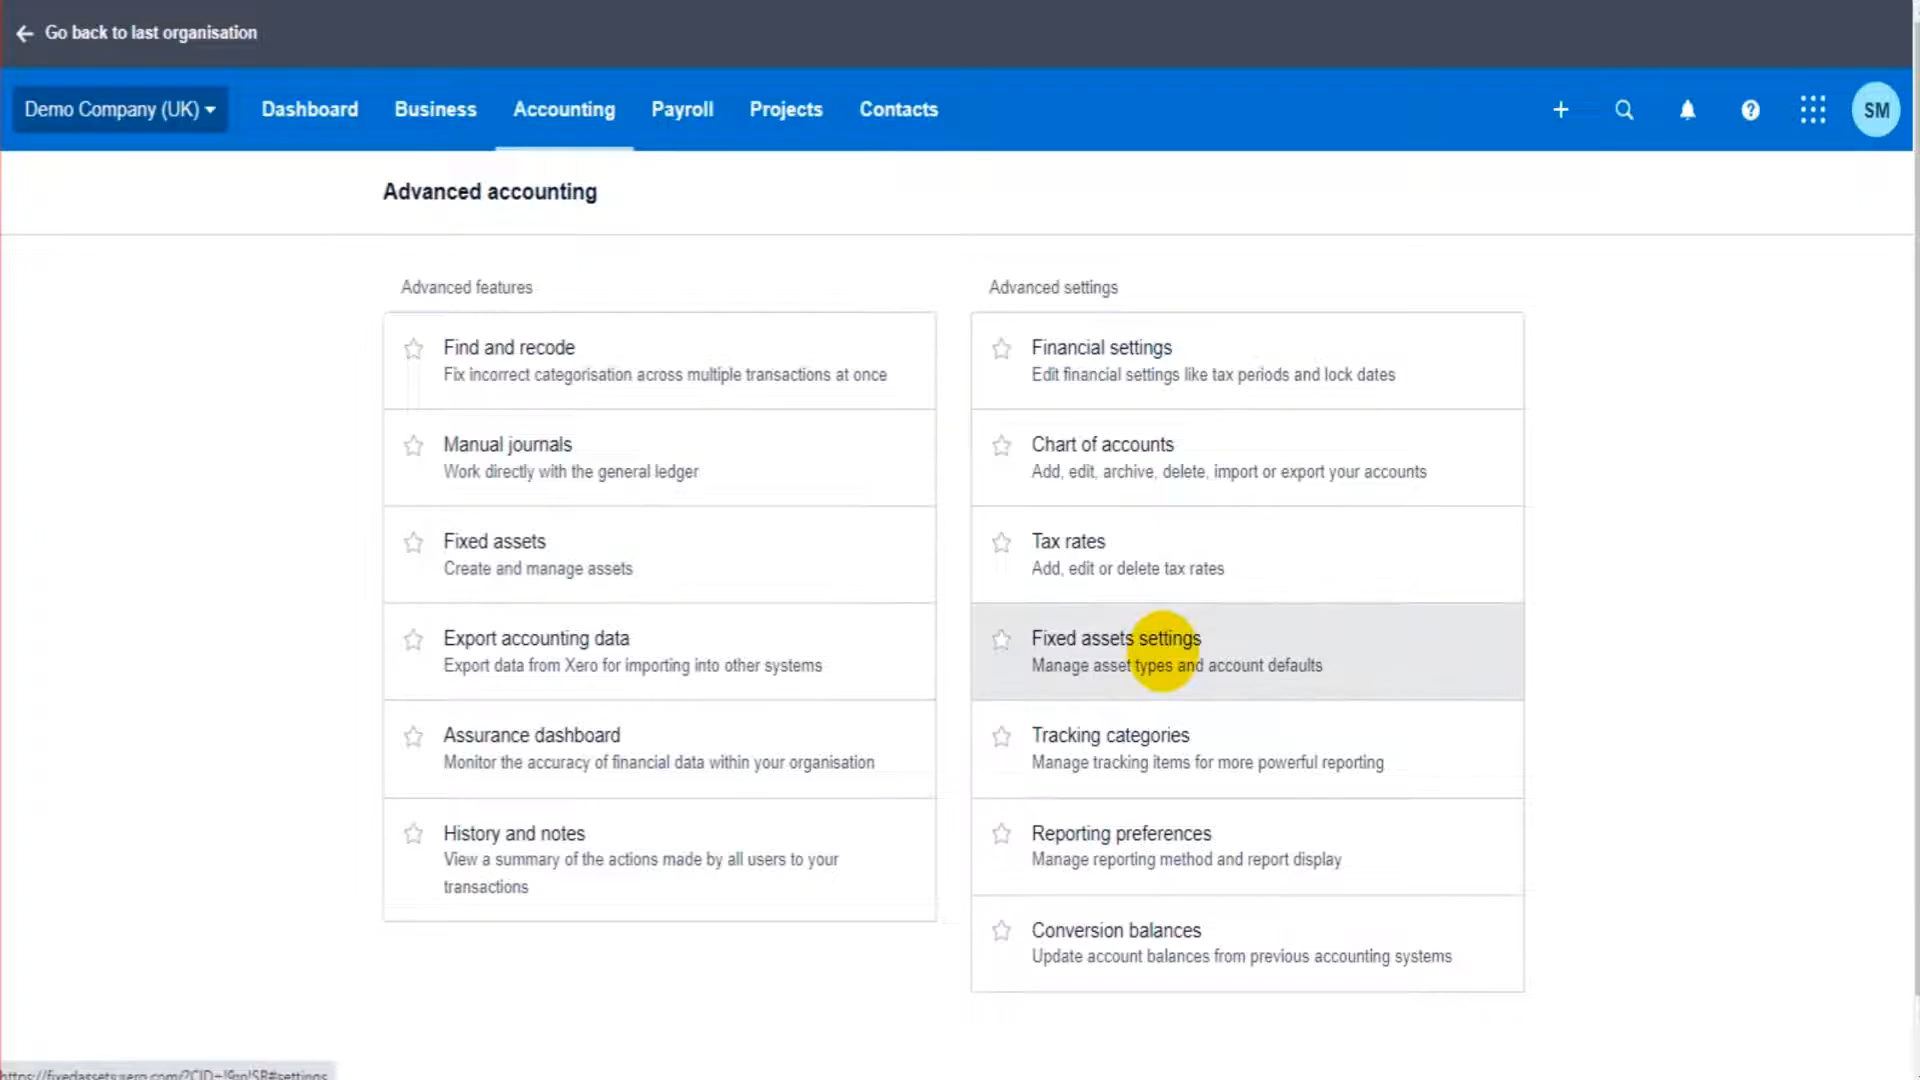 Go back to last organisation
Demo Company (UK)
Dashboard
Business
Accounting
Payroll
Projects
Contacts
SM
Advanced accounting
Advanced features
Find and recode
Fix incorrect categorisation across multiple transactions at once
Manual journals
Work directly with the general ledger
Fixed assets
Create and manage assets
Export accounting data
Export data from Xero for importing into other systems
Assurance dashboard
Monitor the accuracy of financial data within your organisation
History and notes
View a summary of the actions made by all users to your
transactions
Advanced settings
Financial settings
Edit financial settings like tax periods and lock dates
Chart of accounts
Add, edit, archive, delete, import or export your accounts
Tax rates
Add, edit or delete tax rates
Fixed assets settings
Manage asset types and account defaults
Tracking categories
Manage tracking items for more powerful reporting
Reporting preferences
Manage reporting method and report display
Conversion balances
Update account balances from previous accounting systems